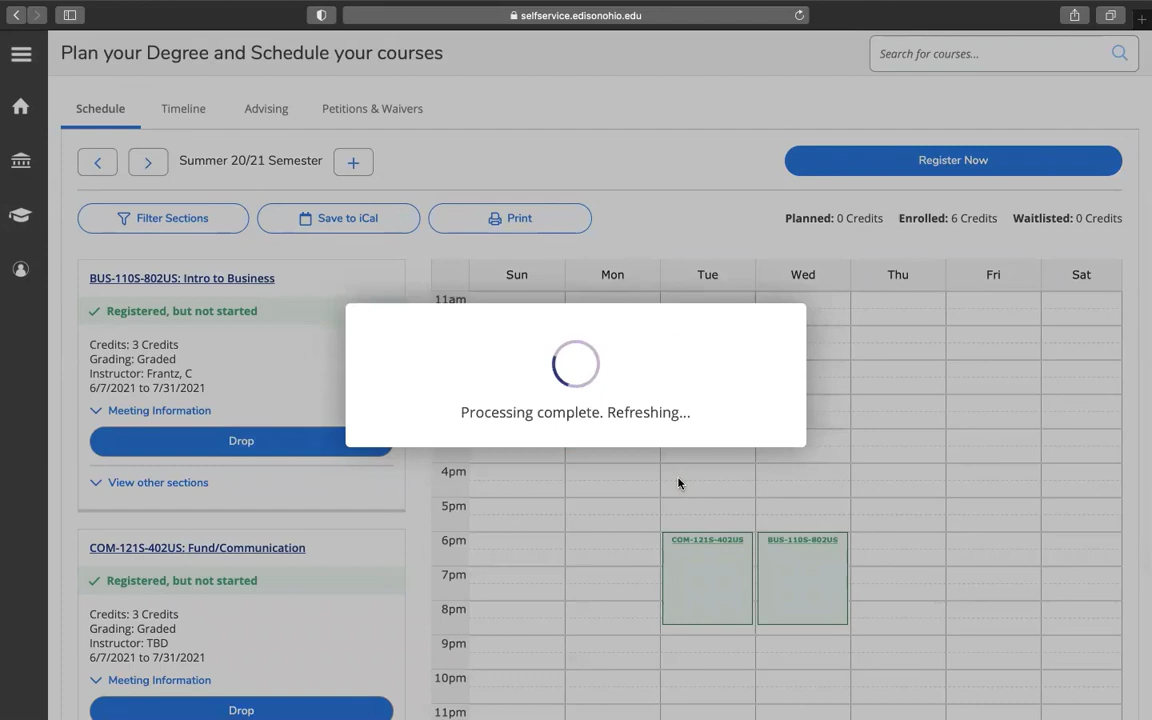 selfservice.edisonohio.edu
Plan your Degree and Schedule your courses
Search for courses...
Schedule
Timeline
Advising
Petitions & Waivers
Summer 20/21 Semester
Register Now
Filter Sections
Save to iCal
Print
Planned: 0 Credits
Enrolled: 6 Credits
Waitlisted: 0 Credits
BUS-110S-802US: Intro to Business
Registered, but not started
Credits: 3 Credits
Grading: Graded
Instructor: Frantz, C
6/7/2021 to 7/31/2021
Meeting Information
Drop
View other sections
COM-121S-402US: Fund/Communication
Registered, but not started
Credits: 3 Credits
Grading: Graded
Instructor: TBD
6/7/2021 to 7/31/2021
Meeting Information
Drop
Sun Mon Tue Wed Thu Fri Sat
11am
Processing complete. Refreshing...
4pm
5pm
6pm
COM-121S-402US
BUS-110S-802US
7pm
8pm
9pm
10pm
11pm